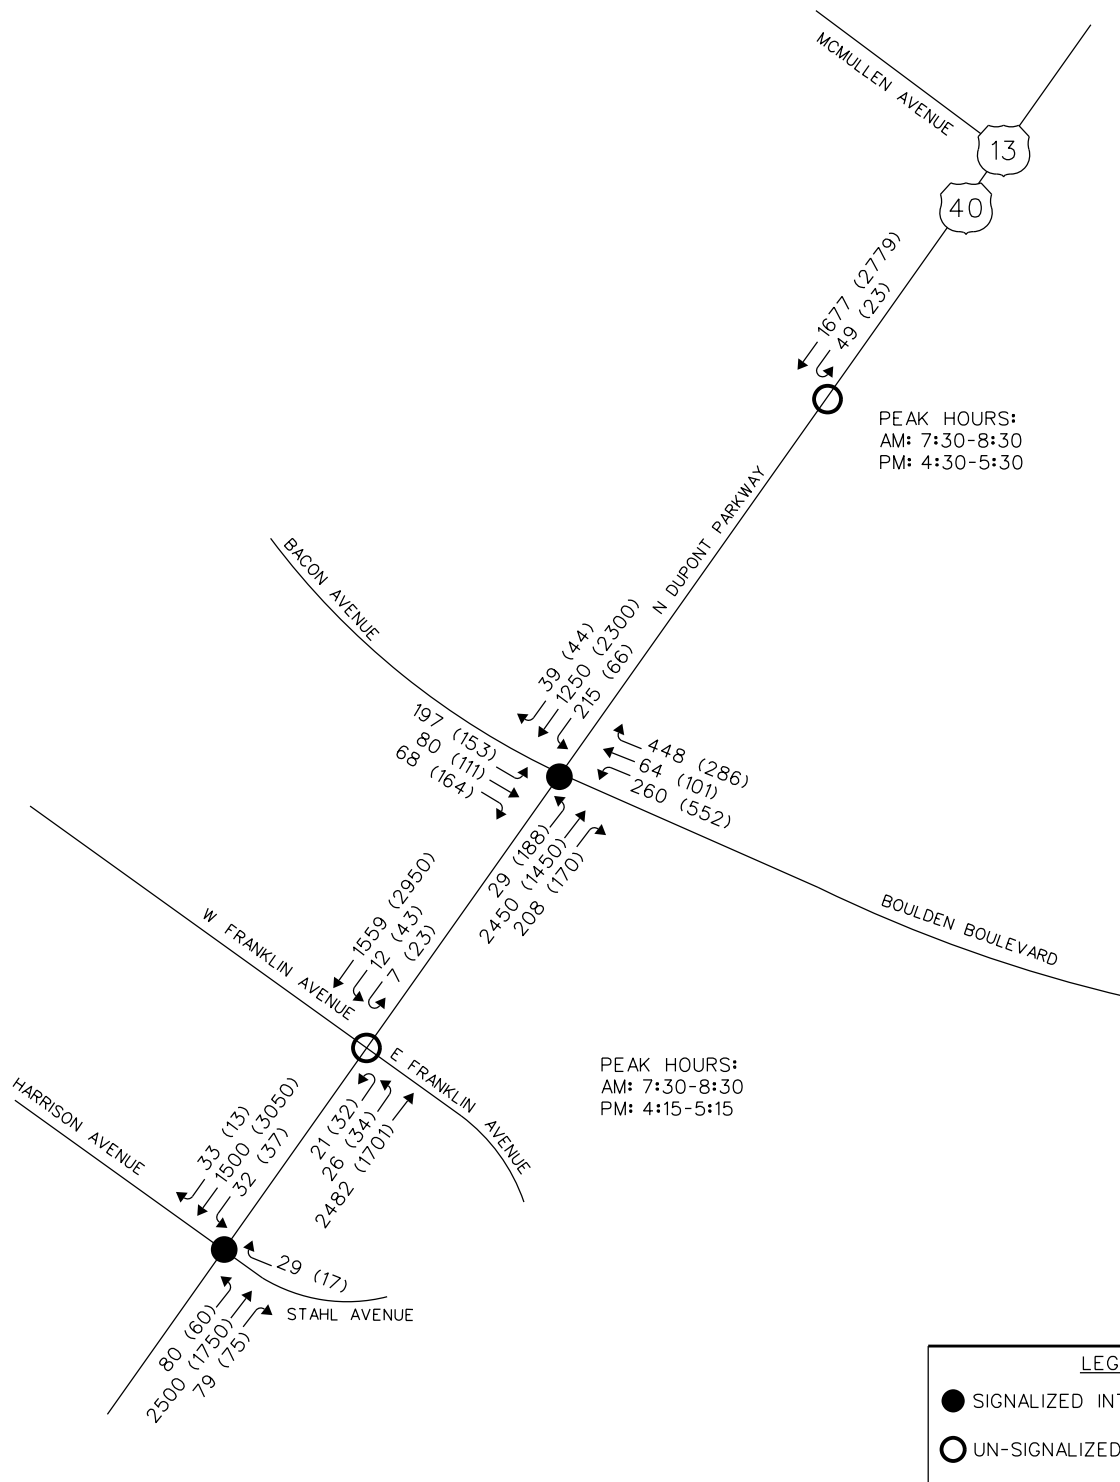 MCMULLEN AVENUE
13
40
1677 (2779)
49 (23)
PEAK HOURS:
AM: 7:30-8:30
PM: 4:30-5:30
N DUPONT PARKWAY
BACON AVENUE
39 (44)
1250 (2300)
215 (66)
197 (153)
80 (111)
68 (164)
448 (286)
64 (101)
260 (552)
29 (188)
2450 (1450)
208 (170)
BOULDEN BOULEVARD
W FRANKLIN AVENUE
1559 (2950)
12 (43)
7 (23)
E FRANKLIN AVENUE
PEAK HOURS:
AM: 7:30-8:30
PM: 4:15-5:15
21 (32)
26 (34)
2482 (1701)
HARRISON AVENUE
33 (13)
1500 (3050)
32 (37)
29 (17)
STAHL AVENUE
80 (60)
2500 (1750)
79 (75)
LEG
SIGNALIZED INT
UN-SIGNALIZED